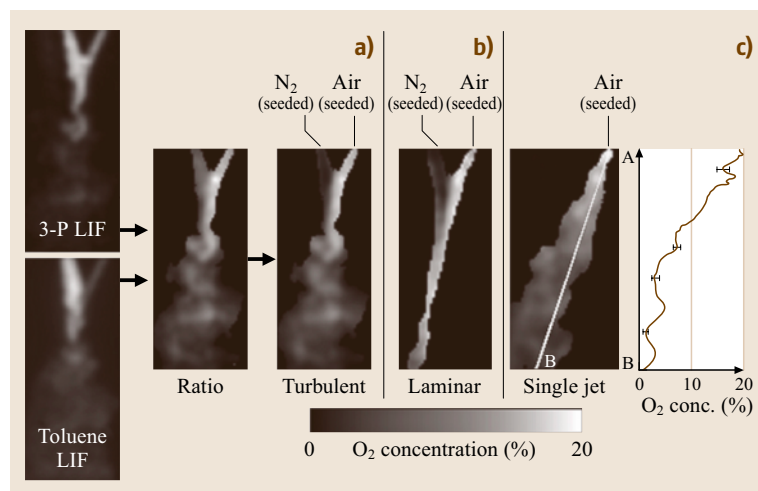 a)
b)
c)
N₂
(seeded)
Air
(seeded)
N₂
(seeded)
Air
(seeded)
Air
(seeded)
3-P LIF
Toluene
LIF
A
B
B
0 10 20
O₂ conc. (%)
Ratio
Turbulent
Laminar
Single jet
0 O₂ concentration (%) 20